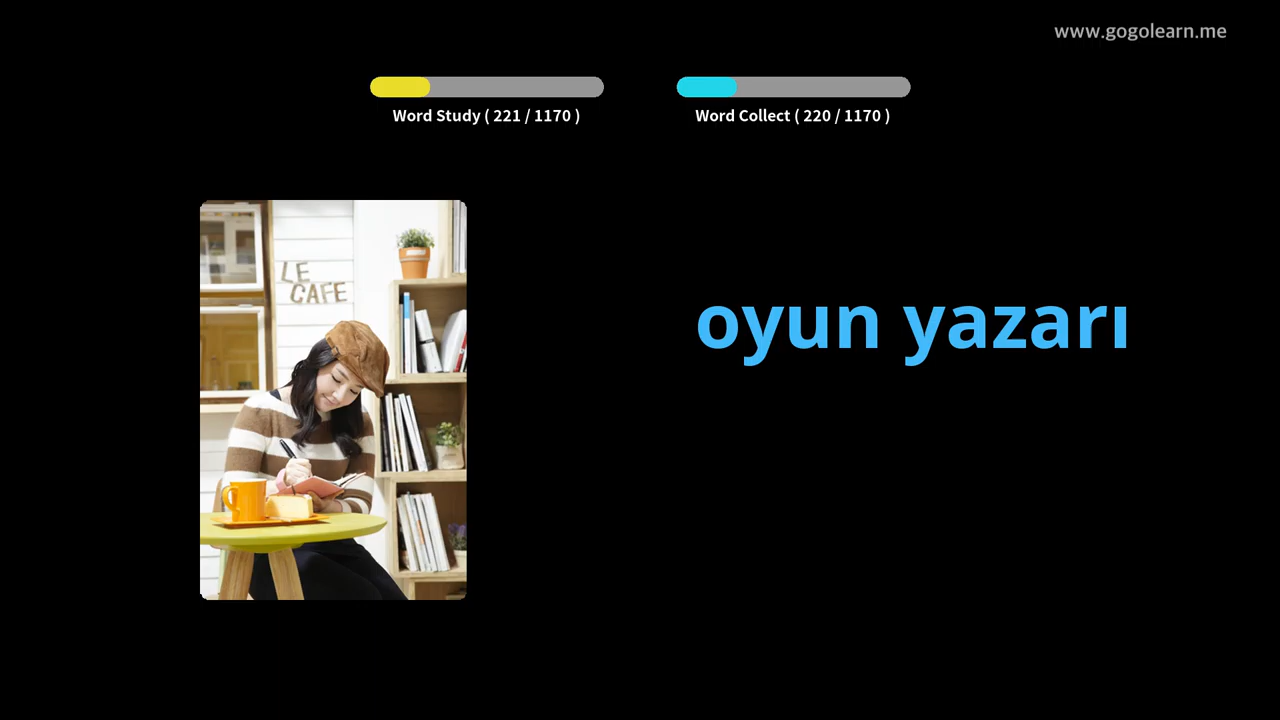 www.gogolearn.me
Word Study ( 221 / 1170 )
Word Collect ( 220 / 1170 )
LE
CAFE
oyun yazarı